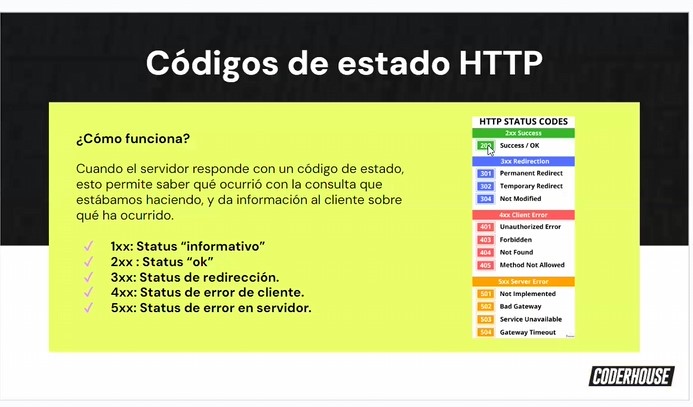 Códigos de estado HTTP
¿Cómo funciona?
Cuando el servidor responde con un código de estado,
esto permite saber qué ocurrió con la consulta que
estábamos haciendo, y da información al cliente sobre
qué ha ocurrido.
1xx: Status “informativo”
2xx : Status “ok”
3xx: Status de redirección.
4xx: Status de error de cliente.
5xx: Status de error en servidor.
HTTP STATUS CODES
2xx Success
Success / OK
3xx Redirection
301 Permanent Redirect
302 Temporary Redirect
304 Not Modified
4xx Client Error
401 Unauthorized Error
403 Forbidden
404 Not Found
405 Method Not Allowed
5xx Server Error
501 Not Implemented
502 Bad Gateway
503 Service Unavailable
504 Gateway Timeout
CODERHOUSE